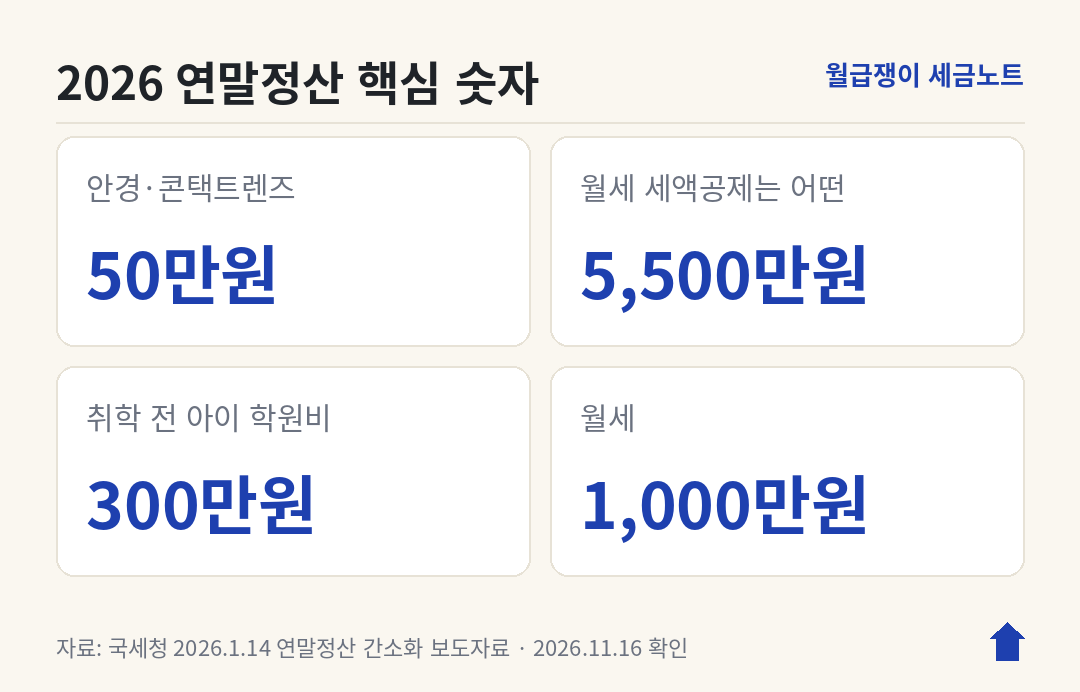 2026 연말정산 핵심 숫자
월급쟁이 세금노트
안경·콘택트렌즈
50만원
월세 세액공제는 어떤
5,500만원
취학 전 아이 학원비
300만원
월세
1,000만원
자료: 국세청 2026.1.14 연말정산 간소화 보도자료 · 2026.11.16 확인